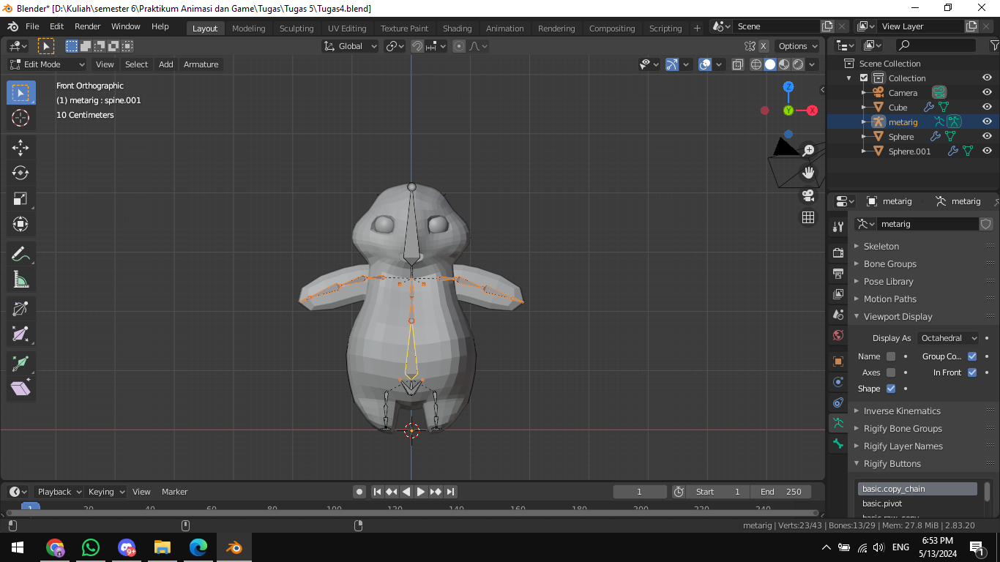 Blender* [D:\Kuliah\semester 6\Praktikum Animasi dan Game\Tugas\Tugas 5\Tugas4.blend]
File Edit Render Window Help Layout Modeling Sculpting UV Editing Texture Paint Shading Animation Rendering Compositing Scripting + Scene View Layer
Global X Options
Edit Mode View Select Add Armature
Front Orthographic
(1) metarig : spine.001
10 Centimeters
Z
Y
X
Scene Collection
Collection
Camera
Cube
metarig
Sphere
Sphere.001
metarig metarig
metarig
Skeleton
Bone Groups
Pose Library
Motion Paths
Viewport Display
Display As Octahedral
Name Group Co...
Axes In Front
Shape
Inverse Kinematics
Rigify Bone Groups
Rigify Layer Names
Rigify Buttons
basic.copy_chain
basic.pivot
basic.raw_copy
Playback Keying View Marker 1 Start 1 End 250
1 20 40 60 80 100 120 140 160 180 200 220 240
metarig | Verts:23/43 | Bones:13/29 | Mem: 27.8 MiB | 2.83.20
9+ ENG 6:53 PM
5/13/2024 1